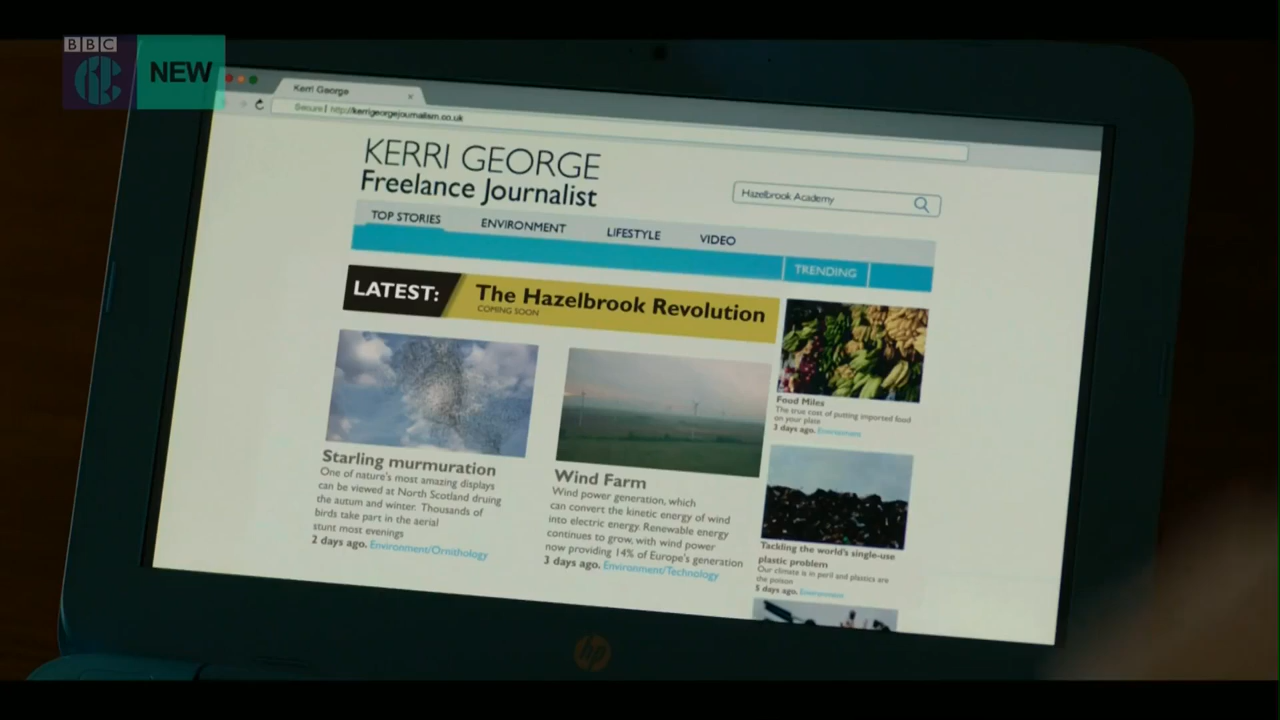 BBC
NEW
Kerri George
Secure | http://kerrigeorgejournalism.co.uk
KERRI GEORGE
Freelance Journalist
Hazelbrook Academy
TOP STORIES ENVIRONMENT LIFESTYLE VIDEO
TRENDING
LATEST: The Hazelbrook Revolution
COMING SOON
Starling murmuration
One of nature's most amazing displays
can be viewed at North Scotland druing
the autum and winter. Thousands of
birds take part in the aerial
stunt most evenings
2 days ago. Environment/Ornithology
Wind Farm
Wind power generation, which
can convert the kinetic energy of wind
into electric energy. Renewable energy
continues to grow, with wind power
now providing 14% of Europe's generation
3 days ago. Environment/Technology
Food Miles
The true cost of putting imported food
on your plate
3 days ago. Environment
Tackling the world's single-use
plastic problem
Our climate is in peril and plastics are
the poison
5 days ago. Environment
hp